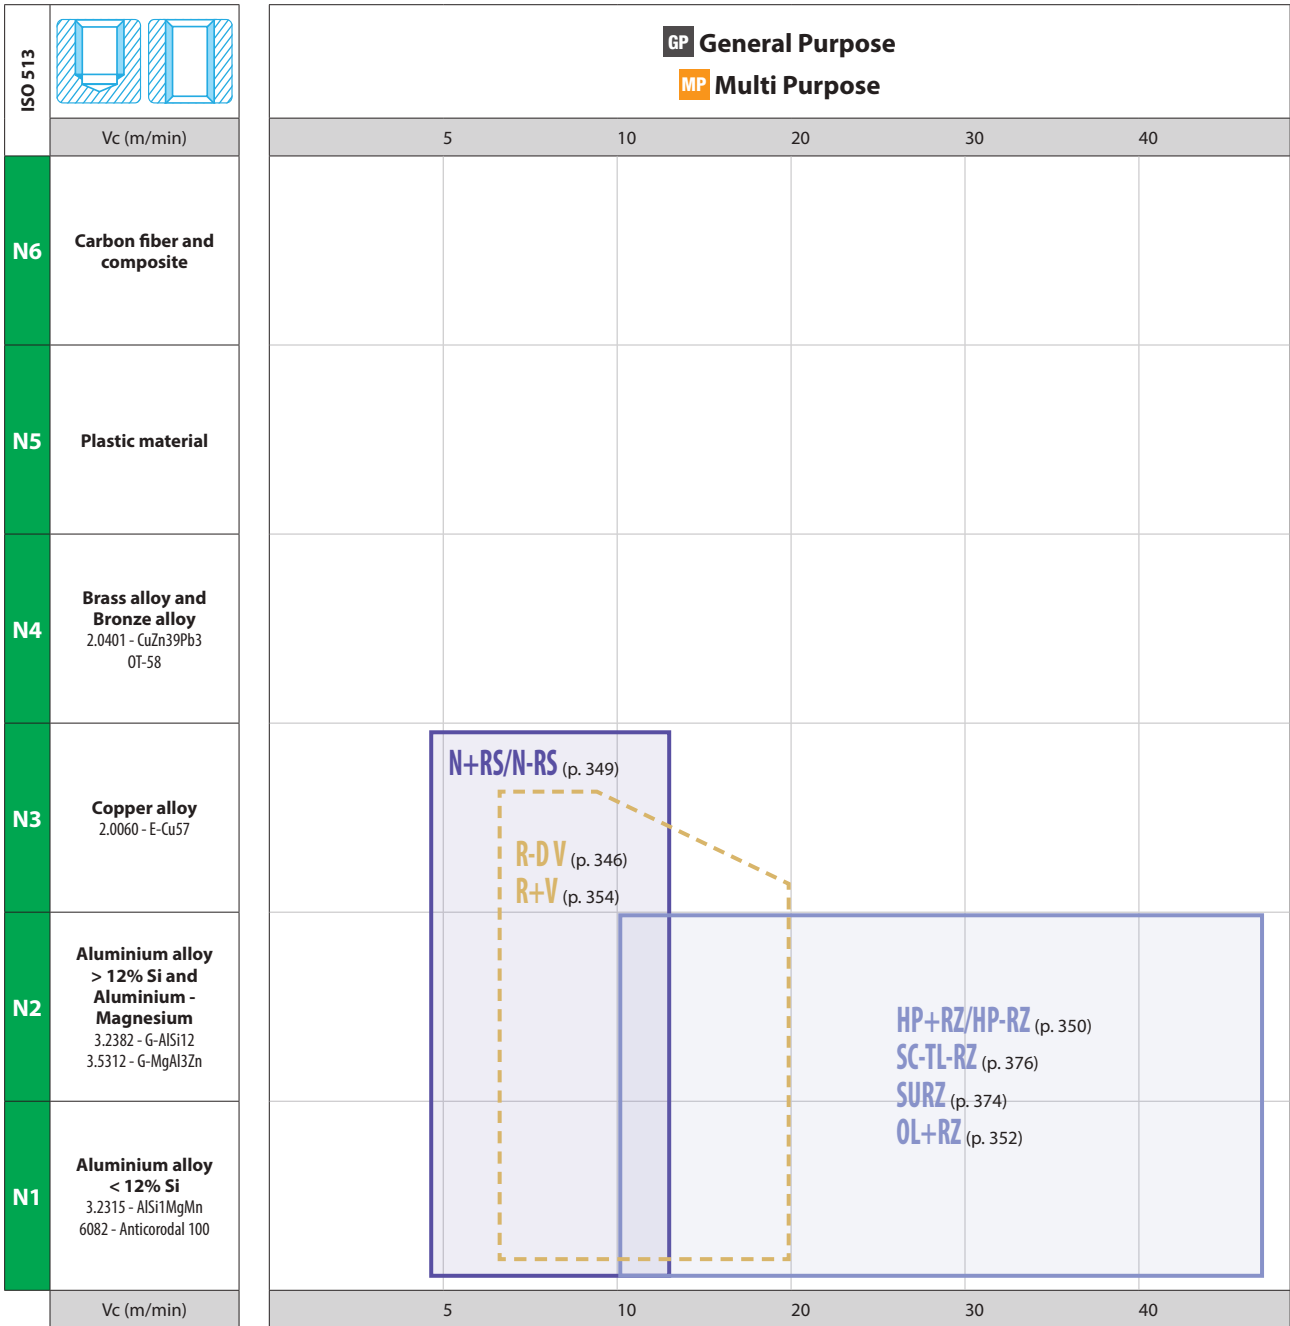 ISO 513
GP General Purpose
MP Multi Purpose
Vc (m/min)
5 10 20 30 40
N6
Carbon fiber and
composite
N5
Plastic material
N4
Brass alloy and
Bronze alloy
2.0401 - CuZn39Pb3
OT-58
N3
Copper alloy
2.0060 - E-Cu57
N+RS/N-RS (p. 349)
R-D V (p. 346)
R+V (p. 354)
N2
Aluminium alloy
> 12% Si and
Aluminium -
Magnesium
3.2382 - G-AlSi12
3.5312 - G-MgAl3Zn
HP+RZ/HP-RZ (p. 350)
SC-TL-RZ (p. 376)
SURZ (p. 374)
OL+RZ (p. 352)
N1
Aluminium alloy
< 12% Si
3.2315 - AlSi1MgMn
6082 - Anticorodal 100
Vc (m/min)
5 10 20 30 40